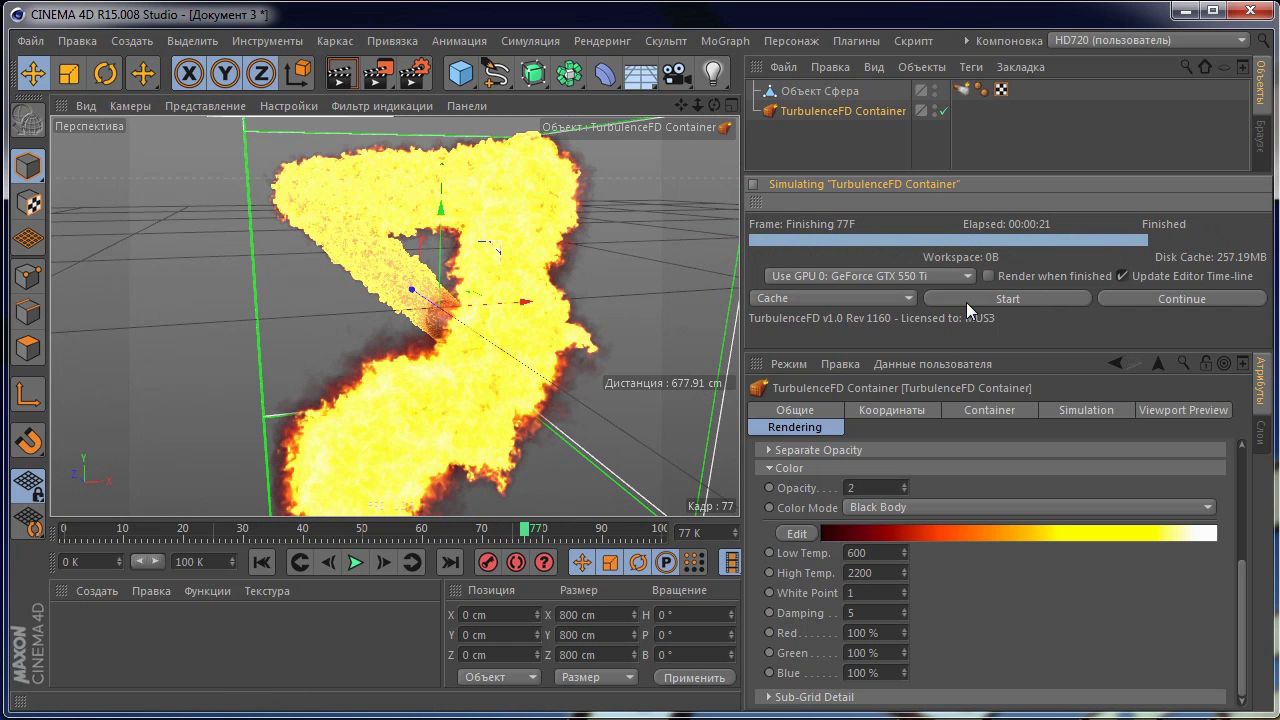 CINEMA 4D R15.008 Studio - [Документ 3 *]
Файл Правка Создать Выделить Инструменты Каркас Привязка Анимация Симуляция Рендеринг Скульпт MoGraph Персонаж Плагины Скрипт Компоновка HD720 (пользователь)
X Y Z
Файл Правка Вид Объекты Теги Закладка
Объект Сфера
TurbulenceFD Container
Объекты
Браузе
Вид Камеры Представление Настройки Фильтр индикации Панели
Перспектива
Объект : TurbulenceFD Container
Дистанция : 677.91 cm
Кадр : 77
Y
Z X
Simulating "TurbulenceFD Container"
Frame: Finishing 77F Elapsed: 00:00:21 Finished
Workspace: 0B Disk Cache: 257.19MB
Use GPU 0: GeForce GTX 550 Ti Render when finished Update Editor Time-line
Cache Start Continue
TurbulenceFD v1.0 Rev 1160 - Licensed to:
Режим Правка Данные пользователя
Атрибуты
Слои
TurbulenceFD Container [TurbulenceFD Container]
Общие Координаты Container Simulation Viewport Preview
Rendering
Separate Opacity
Color
Opacity. . . . 2
Color Mode Black Body
Edit
Low Temp. 600
High Temp. 2200
White Point 1
Damping . . 5
Red. . . . . . . 100 %
Green . . . . . 100 %
Blue . . . . . . 100 %
Sub-Grid Detail
0 10 20 30 40 50 60 70 77 0 90 100 77 K
0 K 100 K P
Создать Правка Функции Текстура
Позиция Размер Вращение
X 0 cm X 800 cm H 0 °
Y 0 cm Y 800 cm P 0 °
Z 0 cm Z 800 cm B 0 °
Объект Размер Применить
MAXON
CINEMA 4D